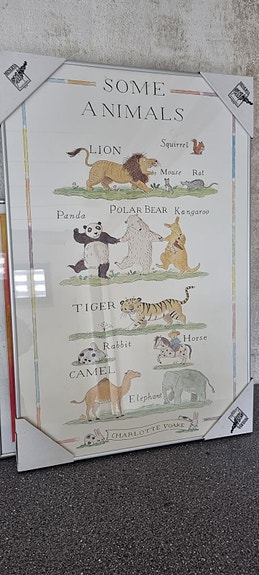 SOME
ANIMALS
LION
Squirrel
Mouse Rat
Panda POLAR BEAR Kangaroo
TIGER
Rabbit Horse
CAMEL
Elephant
CHARLOTTE VOAKE